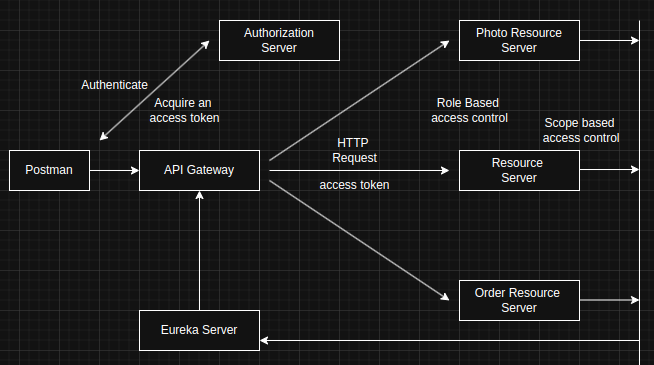 Authorization
Server
Photo Resource
Server
Authenticate
Acquire an
access token
Role Based
access control
Scope based
access control
HTTP
Request
Postman
API Gateway
access token
Resource
Server
Order Resource
Server
Eureka Server